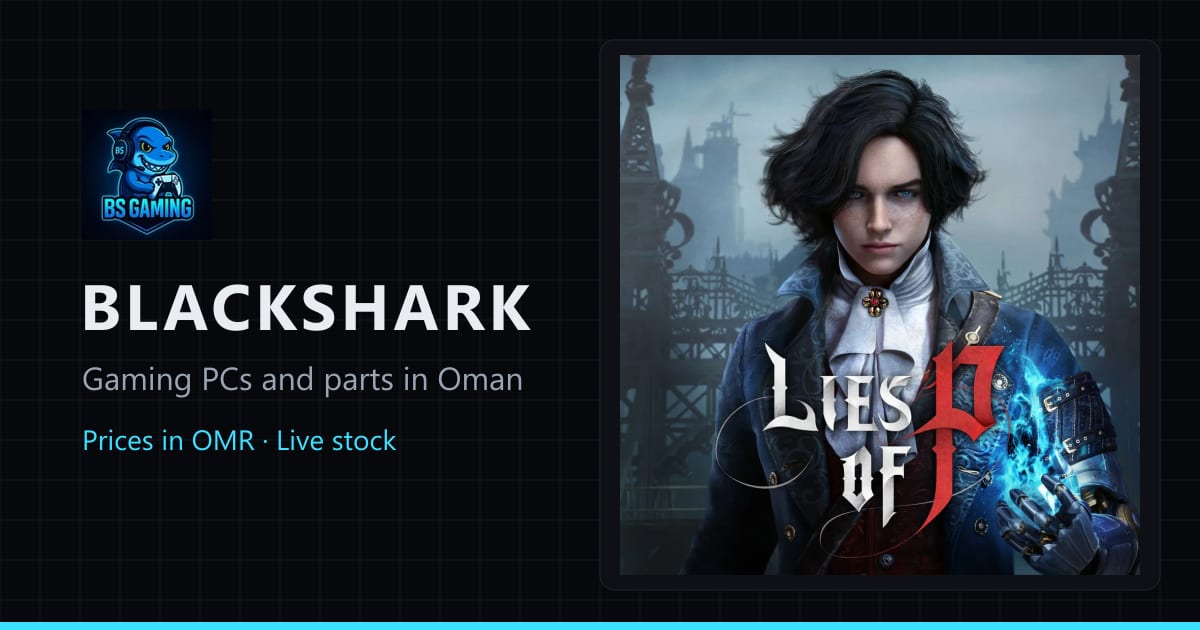 BS
BS GAMING
BLACKSHARK
Gaming PCs and parts in Oman
Prices in OMR · Live stock
LIES
OF P